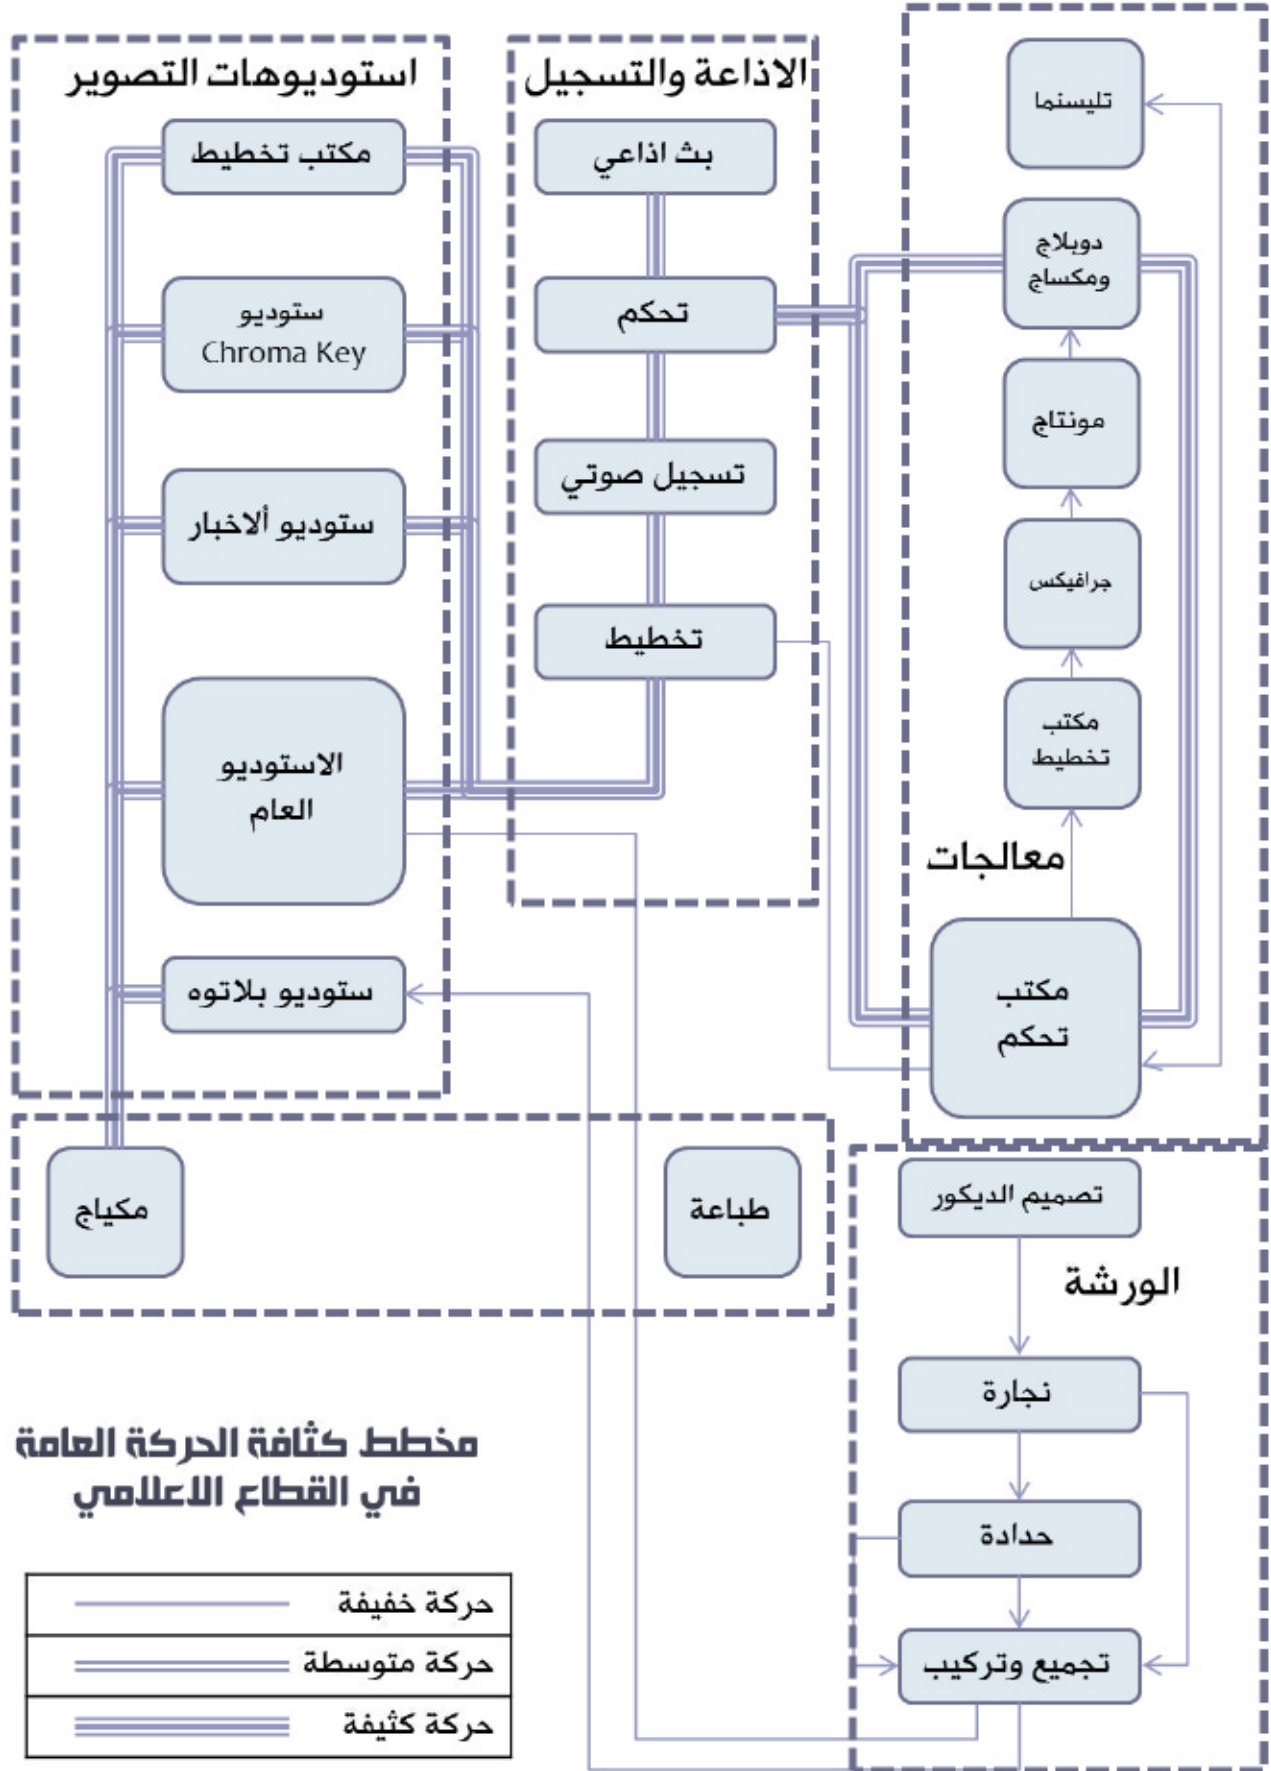 استوديوهات التصوير
مكتب تخطيط
ستوديو
Chroma Key
ستوديو ألاخبار
الاستوديو
العام
ستوديو بلاتوه
الاذاعة والتسجيل
بث اذاعي
تحكم
تسجيل صوتي
تخطيط
تليسنما
دوبلاج
ومكساج
مونتاج
جرافيكس
مكتب
تخطيط
معالجات
مكتب
تحكم
مكياج
طباعة
تصميم الديكور
الورشة
نجارة
حدادة
تجميع وتركيب
مخطط كثافة الحركة العامة
في القطاع الاعلامي
حركة خفيفة
حركة متوسطة
حركة كثيفة